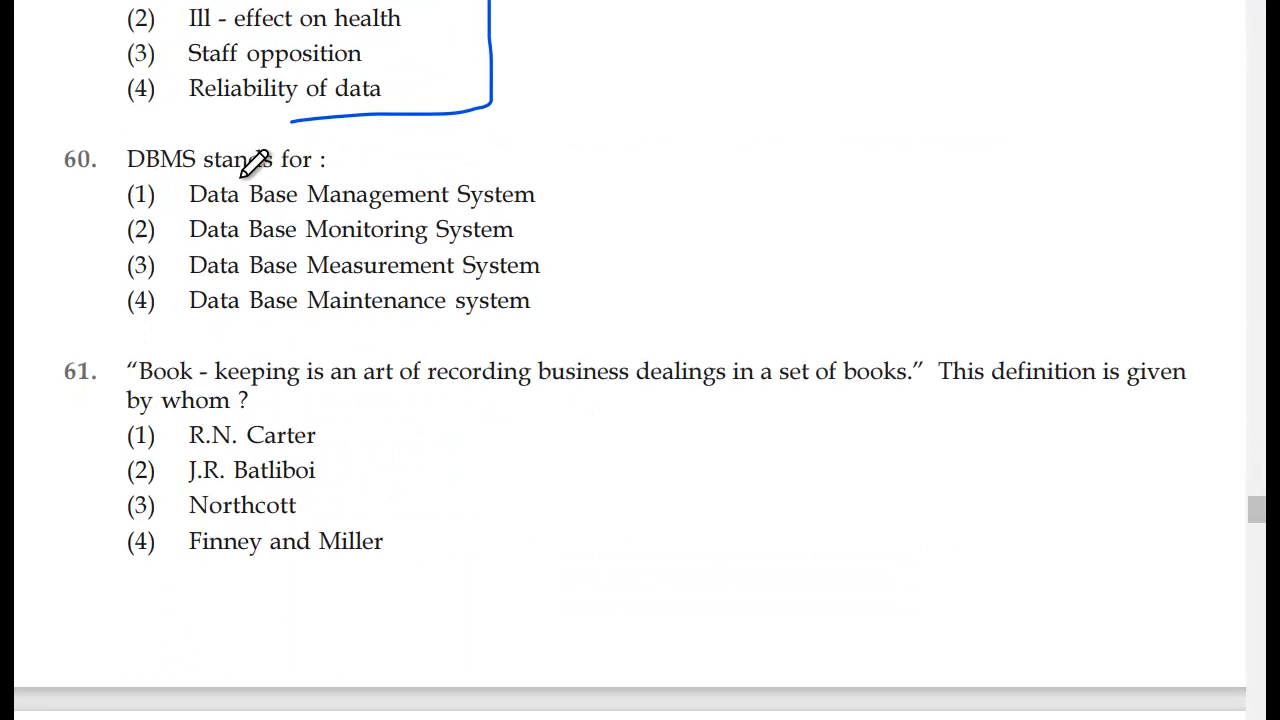 (2) Ill - effect on health
(3) Staff opposition
(4) Reliability of data
60. DBMS stands for :
(1) Data Base Management System
(2) Data Base Monitoring System
(3) Data Base Measurement System
(4) Data Base Maintenance system
61. “Book - keeping is an art of recording business dealings in a set of books.” This definition is given
by whom ?
(1) R.N. Carter
(2) J.R. Batliboi
(3) Northcott
(4) Finney and Miller